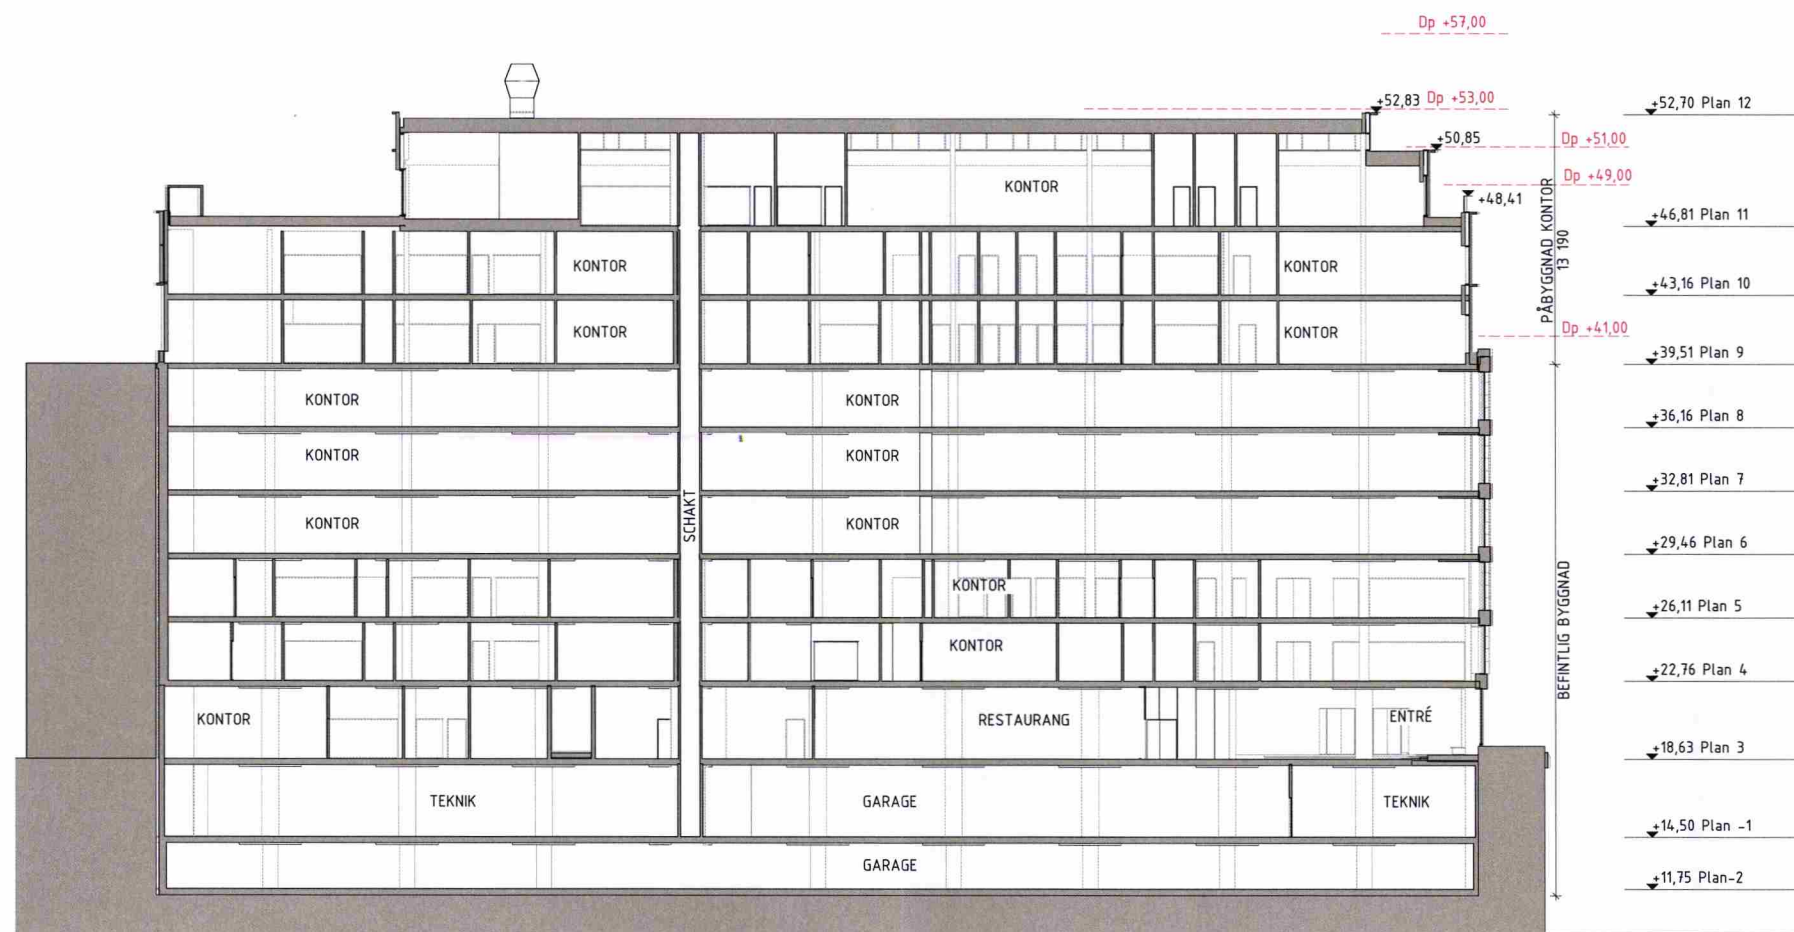 Dp +57,00
+52,83 Dp +53,00
+52,70 Plan 12
+50,85
Dp +51,00
Dp +49,00
KONTOR
+48,41
+46,81 Plan 11
PÅBYGGNAD KONTOR
13 190
KONTOR
KONTOR
+43,16 Plan 10
KONTOR
KONTOR
Dp +41,00
+39,51 Plan 9
KONTOR
KONTOR
+36,16 Plan 8
KONTOR
KONTOR
+32,81 Plan 7
SCHAKT
KONTOR
KONTOR
+29,46 Plan 6
KONTOR
+26,11 Plan 5
BEFINTLIG BYGGNAD
KONTOR
+22,76 Plan 4
KONTOR
RESTAURANG
ENTRÉ
+18,63 Plan 3
TEKNIK
GARAGE
TEKNIK
+14,50 Plan -1
GARAGE
+11,75 Plan-2